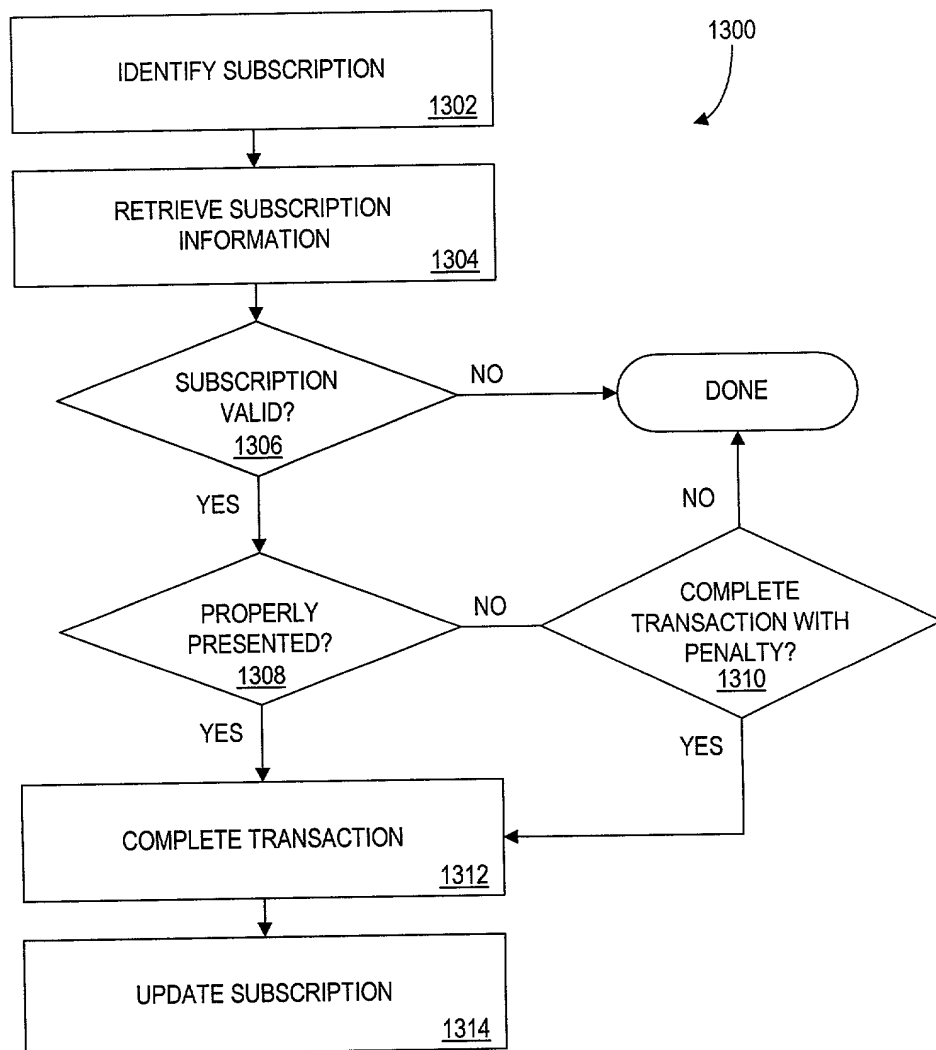 IDENTIFY SUBSCRIPTION
1302
1300
RETRIEVE SUBSCRIPTION
INFORMATION
1304
SUBSCRIPTION
VALID?
1306
NO
DONE
YES
NO
PROPERLY
PRESENTED?
1308
NO
COMPLETE
TRANSACTION WITH
PENALTY?
1310
YES
YES
COMPLETE TRANSACTION
1312
UPDATE SUBSCRIPTION
1314